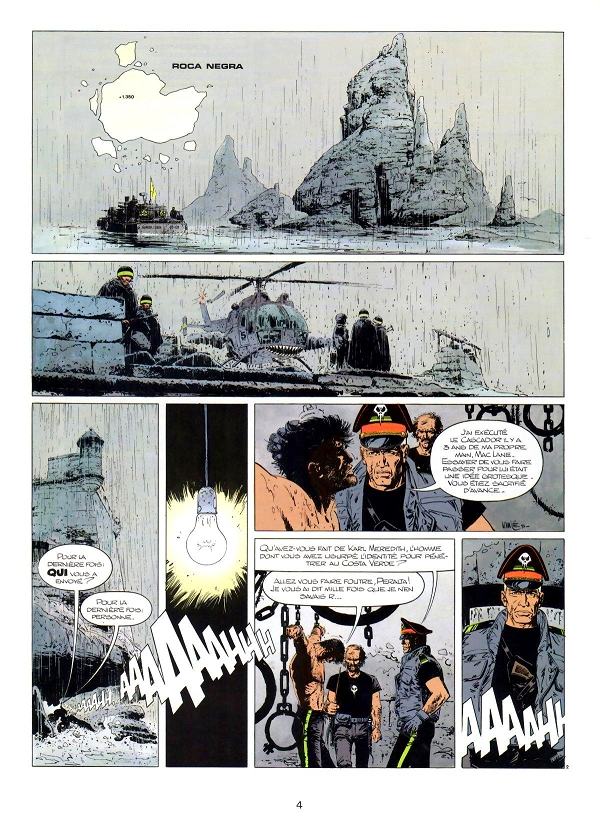 ROCA NEGRA
+1.350
POUR LA
DERNIÈRE FOIS:
QUI VOUS A
ENVOYÉ ?
POUR LA
DERNIÈRE FOIS:
PERSONNE.
AAAAH.
AAAAAAAHHH
J'AI EXÉCUTÉ
LE CASCADOR IL Y A
3 ANS DE MA PROPRE
MAIN, MAC LANE.
ESSAYER DE VOUS FAIRE
PASSER POUR LUI ÉTAIT
UNE IDÉE GROTESQUE.
VOUS ÉTIEZ SACRIFIÉ
D'AVANCE...
QU'AVEZ-VOUS FAIT DE KARL MEREDITH, L'HOMME
DONT VOUS AVEZ USURPÉ L'IDENTITÉ POUR PÉNÉ-
TRER AU COSTA VERDE ?
ALLEZ VOUS FAIRE FOUTRE, PERALTA !
JE VOUS AI DIT MILLE FOIS QUE JE N'EN
SAVAIS R...
AAAAAHH
2
4